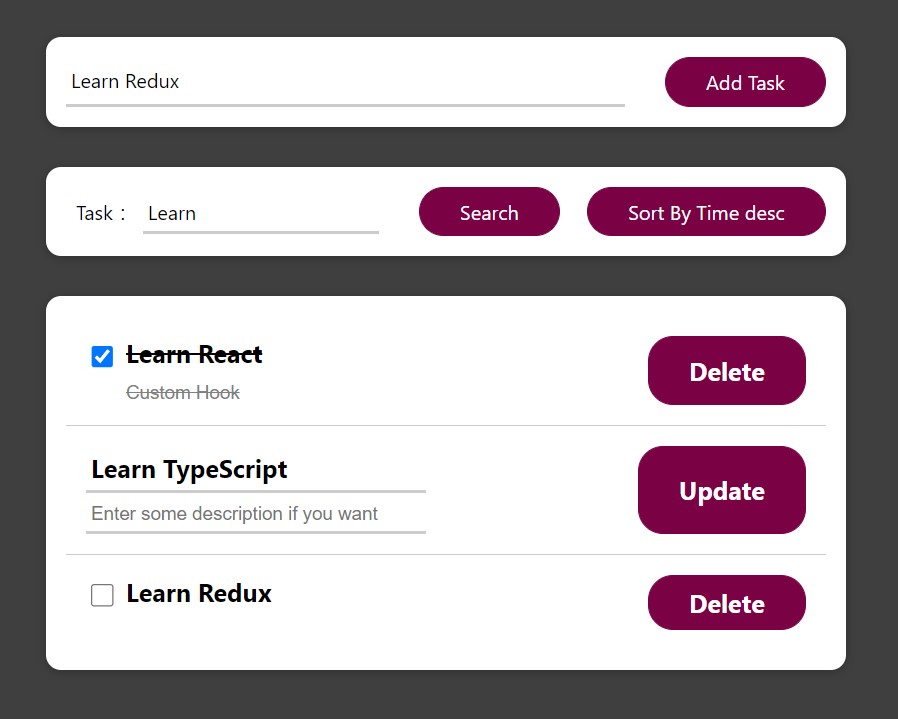 Learn Redux Add Task
Task : Learn Search Sort By Time desc
Learn React Delete
Custom Hook
Learn TypeScript Update
Enter some description if you want
Learn Redux Delete